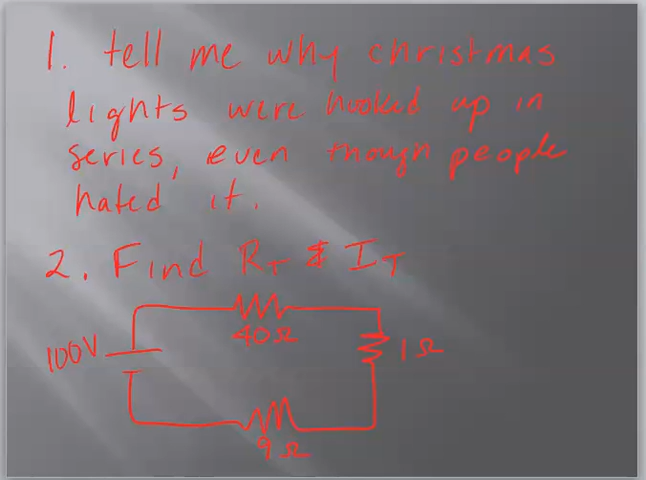 1. tell me why christmas
lights were hooked up in
series, even though people
hated it.
2. Find RT & IT
40Ω
100V
1Ω
9Ω